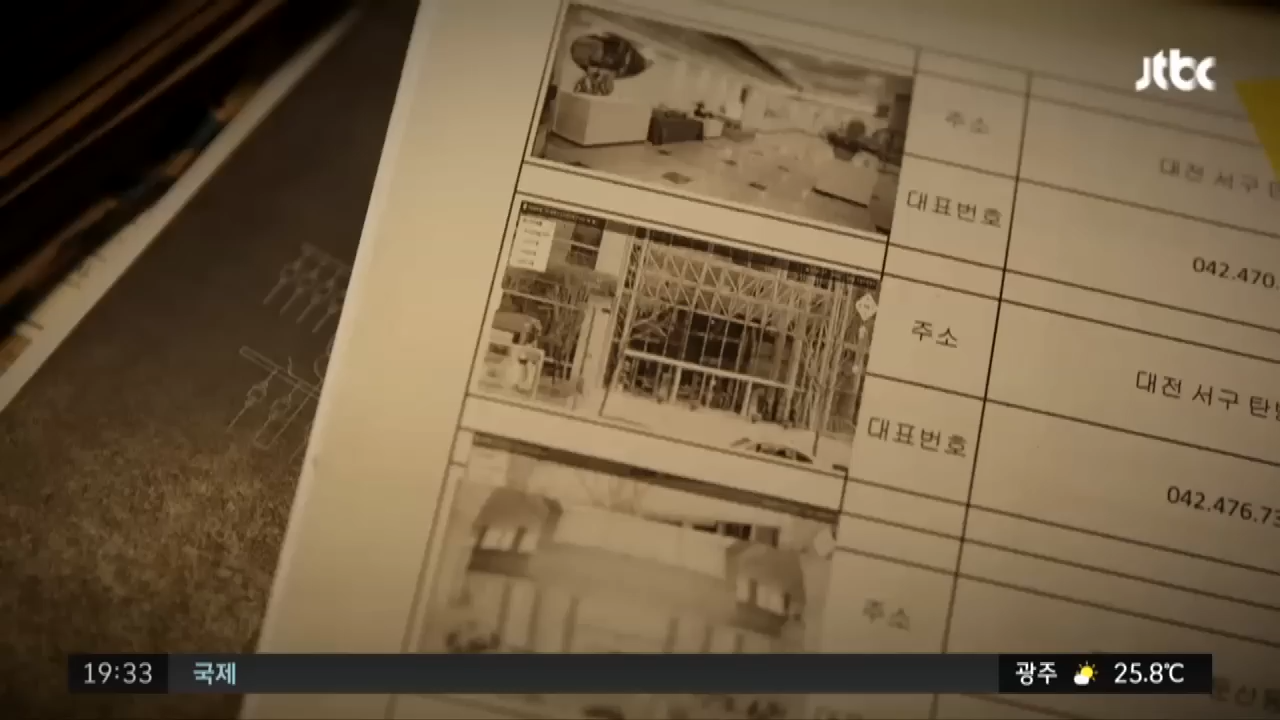 jtbc
주소
대전 서구
대표번호
042.470.
주소
대전 서구 탄
대표번호
042.476.73
주소
19:33
국제
광주
25.8℃